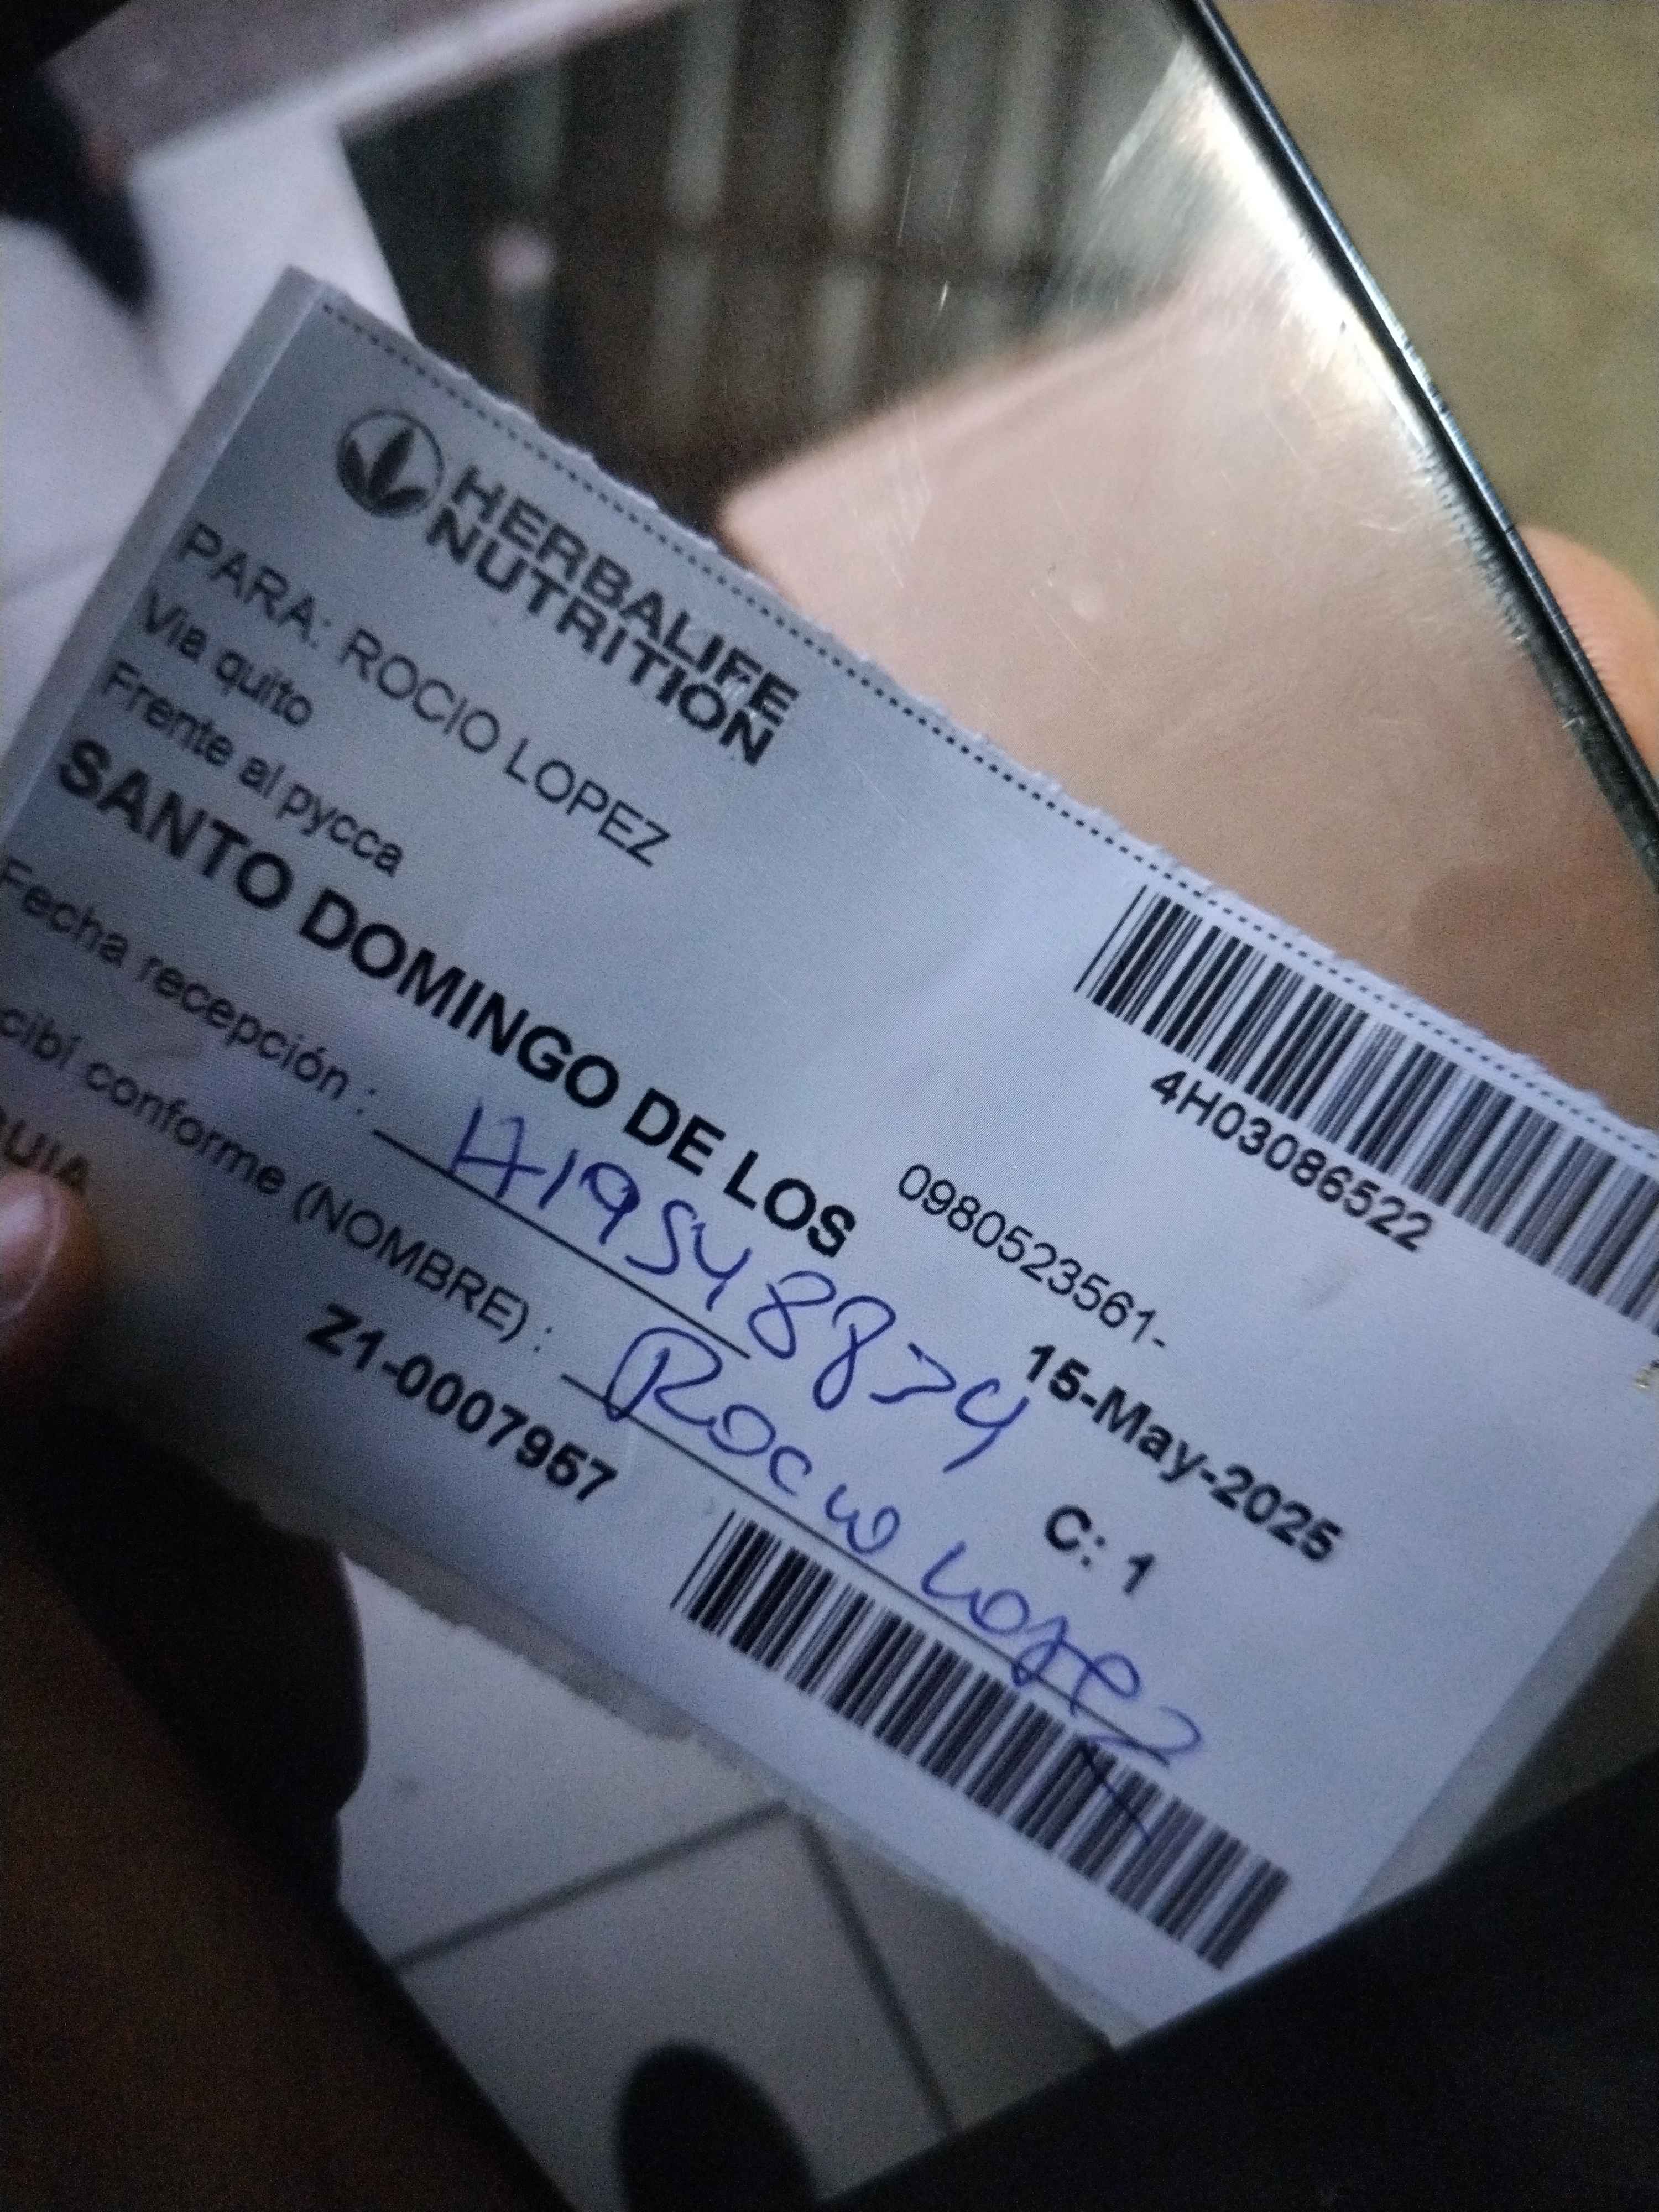 HERBALIFE
NUTRITION
4H03086522
PARA: ROCIO LOPEZ
Via quito
Frente al pycca
SANTO DOMINGO DE LOS
0980523561-
15-May-2025
Fecha recepción :
C: 1
cibí conforme (NOMBRE) : Rocio Lopez
UIA
Z1-0007957